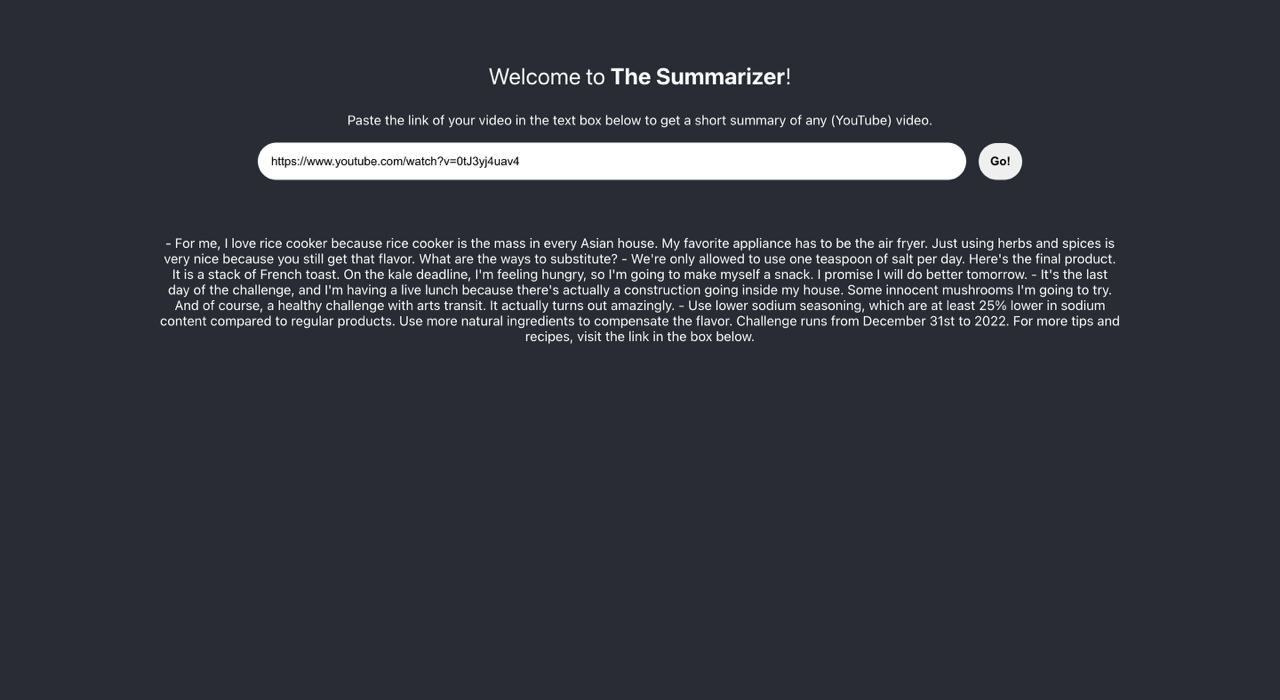 Welcome to The Summarizer!
Paste the link of your video in the text box below to get a short summary of any (YouTube) video.
https://www.youtube.com/watch?v=0tJ3yj4uav4 Go!
- For me, I love rice cooker because rice cooker is the mass in every Asian house. My favorite appliance has to be the air fryer. Just using herbs and spices is
very nice because you still get that flavor. What are the ways to substitute? - We're only allowed to use one teaspoon of salt per day. Here's the final product.
It is a stack of French toast. On the kale deadline, I'm feeling hungry, so I'm going to make myself a snack. I promise I will do better tomorrow. - It's the last
day of the challenge, and I'm having a live lunch because there's actually a construction going inside my house. Some innocent mushrooms I'm going to try.
And of course, a healthy challenge with arts transit. It actually turns out amazingly. - Use lower sodium seasoning, which are at least 25% lower in sodium
content compared to regular products. Use more natural ingredients to compensate the flavor. Challenge runs from December 31st to 2022. For more tips and
recipes, visit the link in the box below.